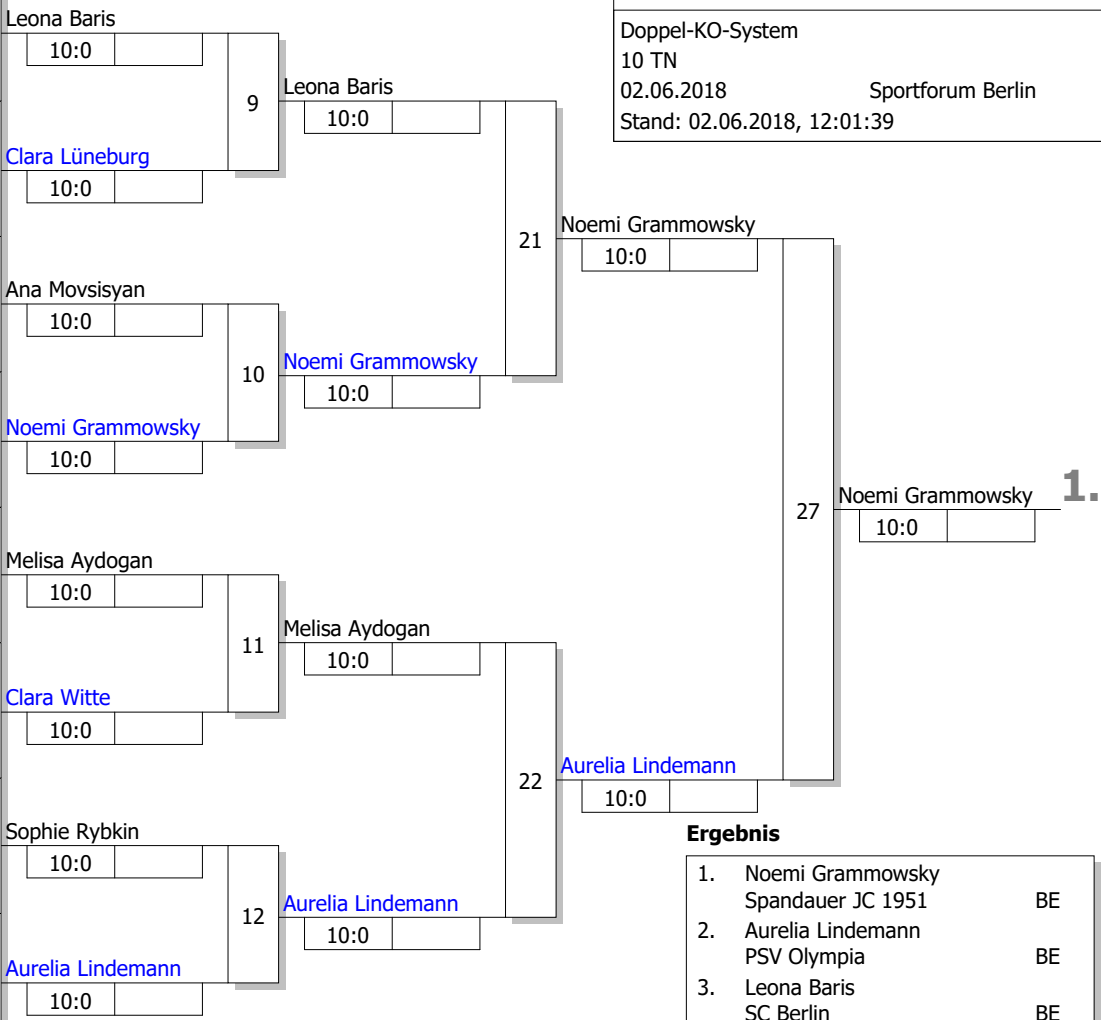 Doppel-KO-System
10 TN
02.06.2018 Sportforum Berlin
Stand: 02.06.2018, 12:01:39
Leona Baris
10:0
9
Leona Baris
10:0
Clara Lüneburg
10:0
21
Noemi Grammowsky
10:0
Ana Movsisyan
10:0
10
Noemi Grammowsky
10:0
Noemi Grammowsky
10:0
27
Noemi Grammowsky
1.
10:0
Melisa Aydogan
10:0
11
Melisa Aydogan
10:0
Clara Witte
10:0
22
Aurelia Lindemann
10:0
Sophie Rybkin
10:0
12
Aurelia Lindemann
10:0
Aurelia Lindemann
10:0
Ergebnis
1. Noemi Grammowsky
Spandauer JC 1951 BE
2. Aurelia Lindemann
PSV Olympia BE
3. Leona Baris
SC Berlin BE